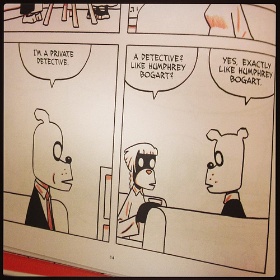 I'M A PRIVATE
DETECTIVE.
A DETECTIVE?
LIKE HUMPHREY
BOGART?
YES, EXACTLY
LIKE HUMPHREY
BOGART.